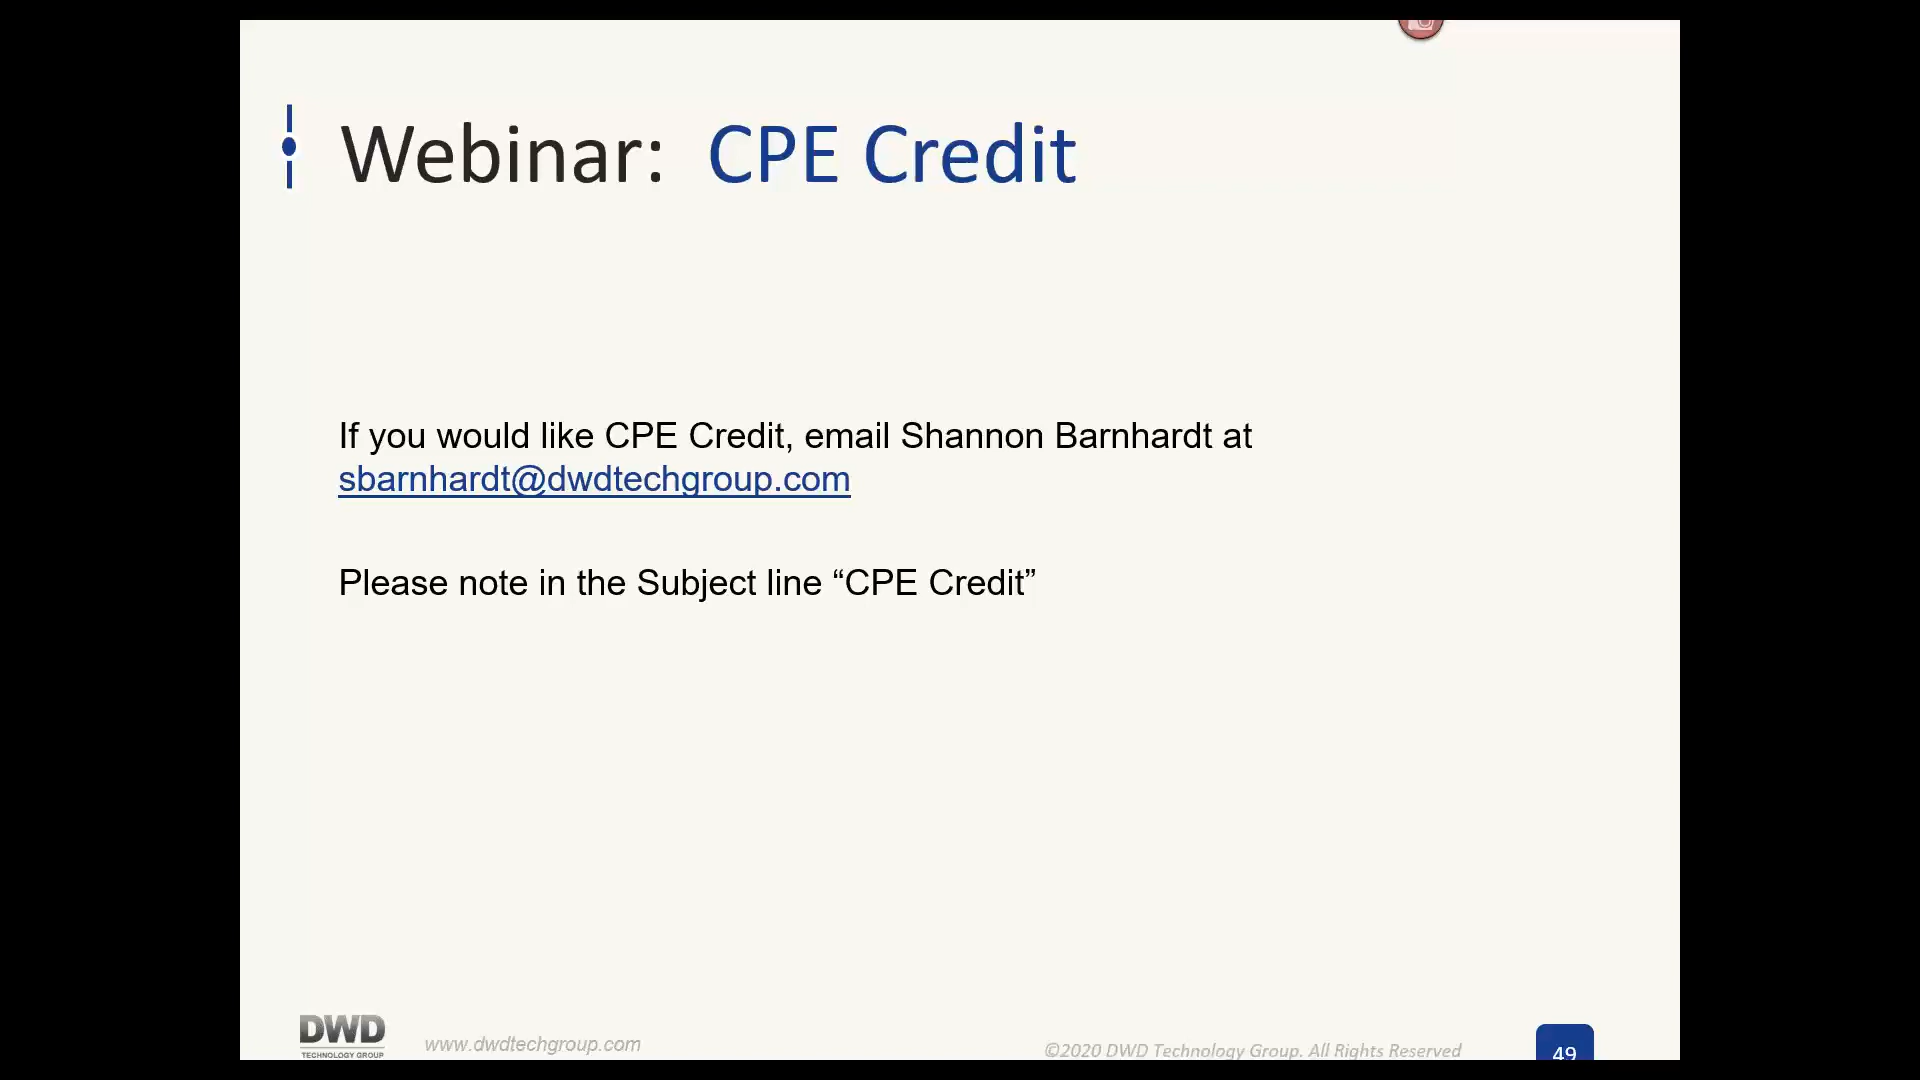 Webinar: CPE Credit
If you would like CPE Credit, email Shannon Barnhardt at
sbarnhardt@dwdtechgroup.com
Please note in the Subject line “CPE Credit”
DWD
TECHNOLOGY GROUP
www.dwdtechgroup.com
©2020 DWD Technology Group. All Rights Reserved
49